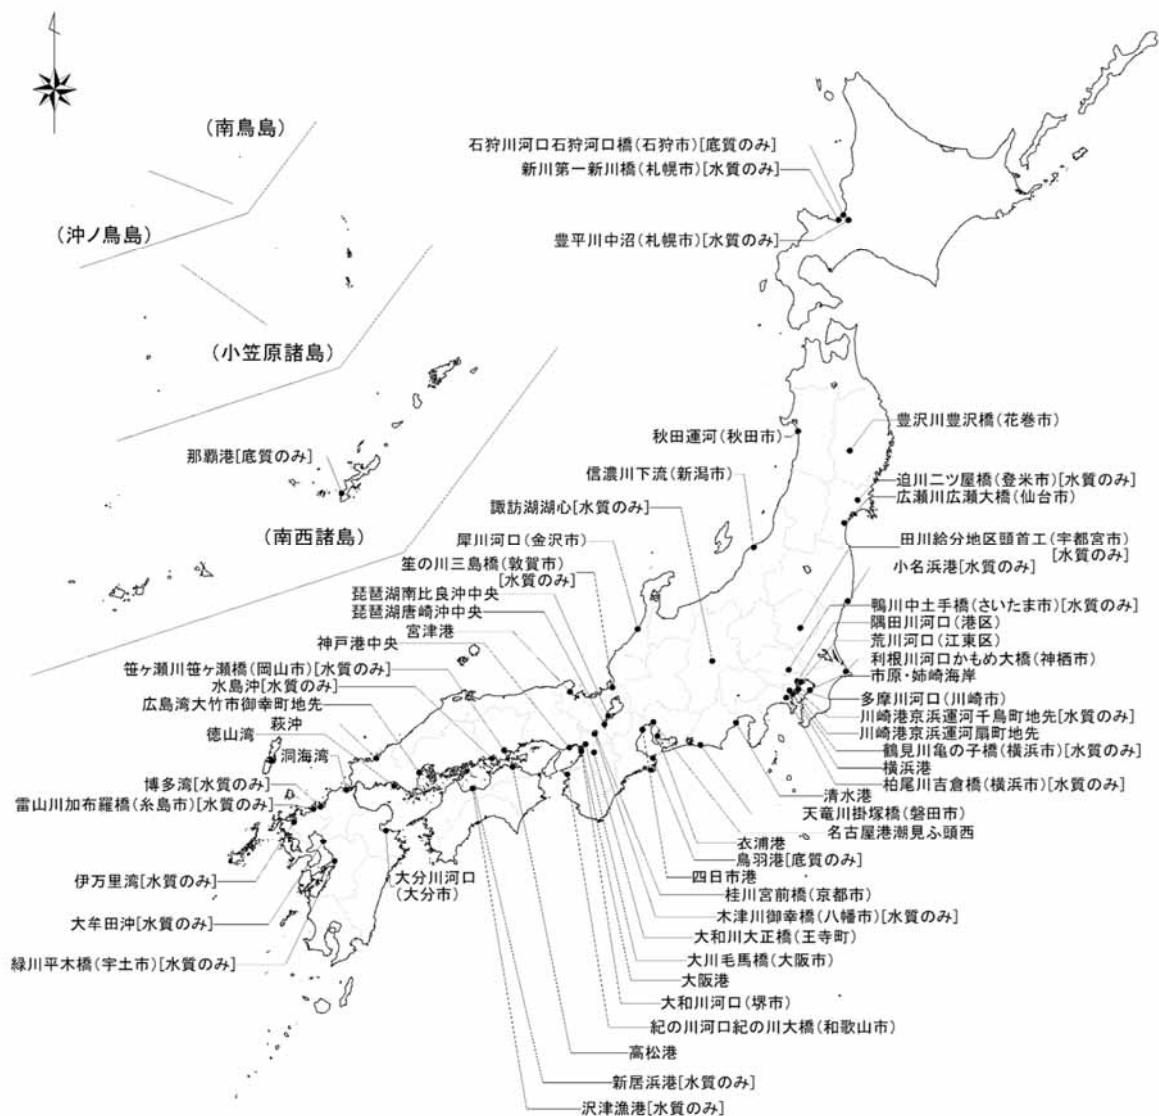 (南鳥島)
(沖ノ鳥島)
(小笠原諸島)
(南西諸島)
石狩川河口石狩河口橋(石狩市)[底質のみ]
新川第一新川橋(札幌市)[水質のみ]
豊平川中沼(札幌市)[水質のみ]
那覇港[底質のみ]
秋田運河(秋田市)
信濃川下流(新潟市)
諏訪湖湖心[水質のみ]
犀川河口(金沢市)
笙の川三島橋(敦賀市)
[水質のみ]
琵琶湖南比良沖中央
琵琶湖唐崎沖中央
宮津港
神戸港中央
笹ヶ瀬川笹ヶ瀬橋(岡山市)[水質のみ]
水島沖[水質のみ]
広島湾大竹市御幸町地先
萩沖
徳山湾
洞海湾
博多湾[水質のみ]
雷山川加布羅橋(糸島市)[水質のみ]
伊万里湾[水質のみ]
大牟田沖[水質のみ]
緑川平木橋(宇土市)[水質のみ]
大分川河口
(大分市)
豊沢川豊沢橋(花巻市)
迫川二ツ屋橋(登米市)[水質のみ]
広瀬川広瀬大橋(仙台市)
田川給分地区頭首工(宇都宮市)
[水質のみ]
小名浜港[水質のみ]
鴨川中土手橋(さいたま市)[水質のみ]
隅田川河口(港区)
荒川河口(江東区)
利根川河口かもめ大橋(神栖市)
市原・姉崎海岸
多摩川河口(川崎市)
川崎港京浜運河千鳥町地先[水質のみ]
川崎港京浜運河扇町地先
鶴見川亀の子橋(横浜市)[水質のみ]
横浜港
柏尾川吉倉橋(横浜市)[水質のみ]
清水港
天竜川掛塚橋(磐田市)
名古屋港潮見ふ頭西
衣浦港
鳥羽港[底質のみ]
四日市港
桂川宮前橋(京都市)
木津川御幸橋(八幡市)[水質のみ]
大和川大正橋(王寺町)
大川毛馬橋(大阪市)
大阪港
大和川河口(堺市)
紀の川河口紀の川大橋(和歌山市)
高松港
新居浜港[水質のみ]
沢津漁港[水質のみ]